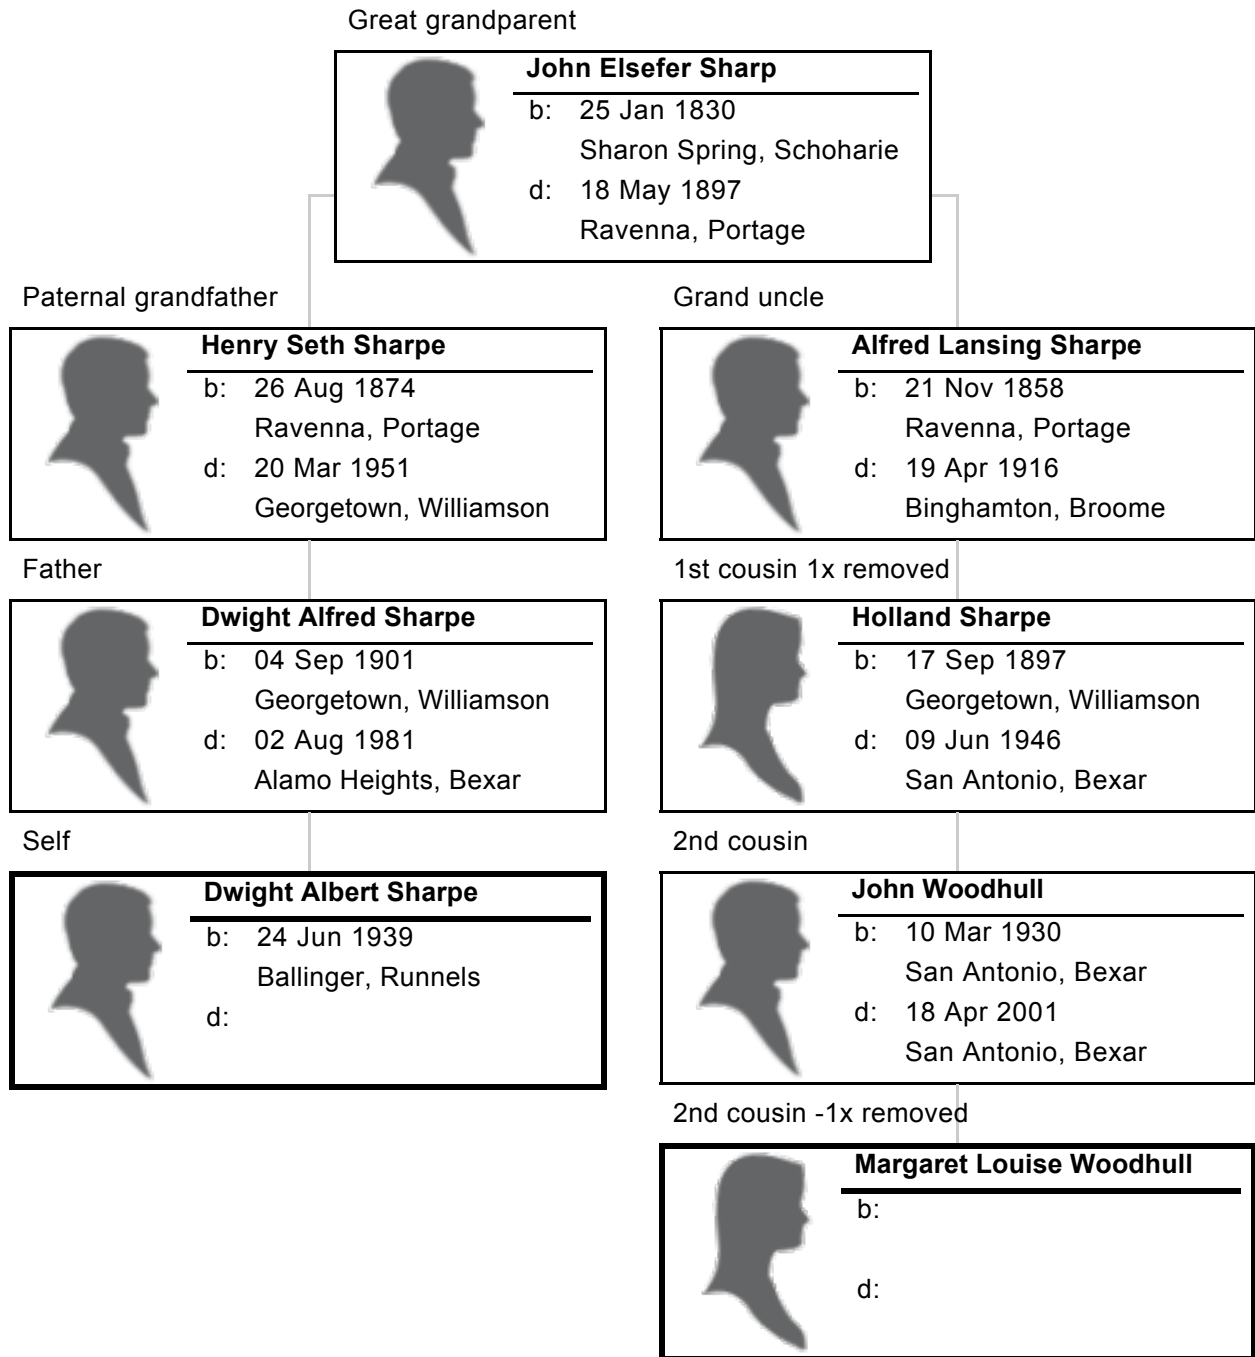 Great grandparent
John Elsefer Sharp
b: 25 Jan 1830
Sharon Spring, Schoharie
d: 18 May 1897
Ravenna, Portage
Paternal grandfather
Henry Seth Sharpe
b: 26 Aug 1874
Ravenna, Portage
d: 20 Mar 1951
Georgetown, Williamson
Grand uncle
Alfred Lansing Sharpe
b: 21 Nov 1858
Ravenna, Portage
d: 19 Apr 1916
Binghamton, Broome
Father
Dwight Alfred Sharpe
b: 04 Sep 1901
Georgetown, Williamson
d: 02 Aug 1981
Alamo Heights, Bexar
1st cousin 1x removed
Holland Sharpe
b: 17 Sep 1897
Georgetown, Williamson
d: 09 Jun 1946
San Antonio, Bexar
Self
Dwight Albert Sharpe
b: 24 Jun 1939
Ballinger, Runnels
d:
2nd cousin
John Woodhull
b: 10 Mar 1930
San Antonio, Bexar
d: 18 Apr 2001
San Antonio, Bexar
2nd cousin -1x removed
Margaret Louise Woodhull
b:
d: